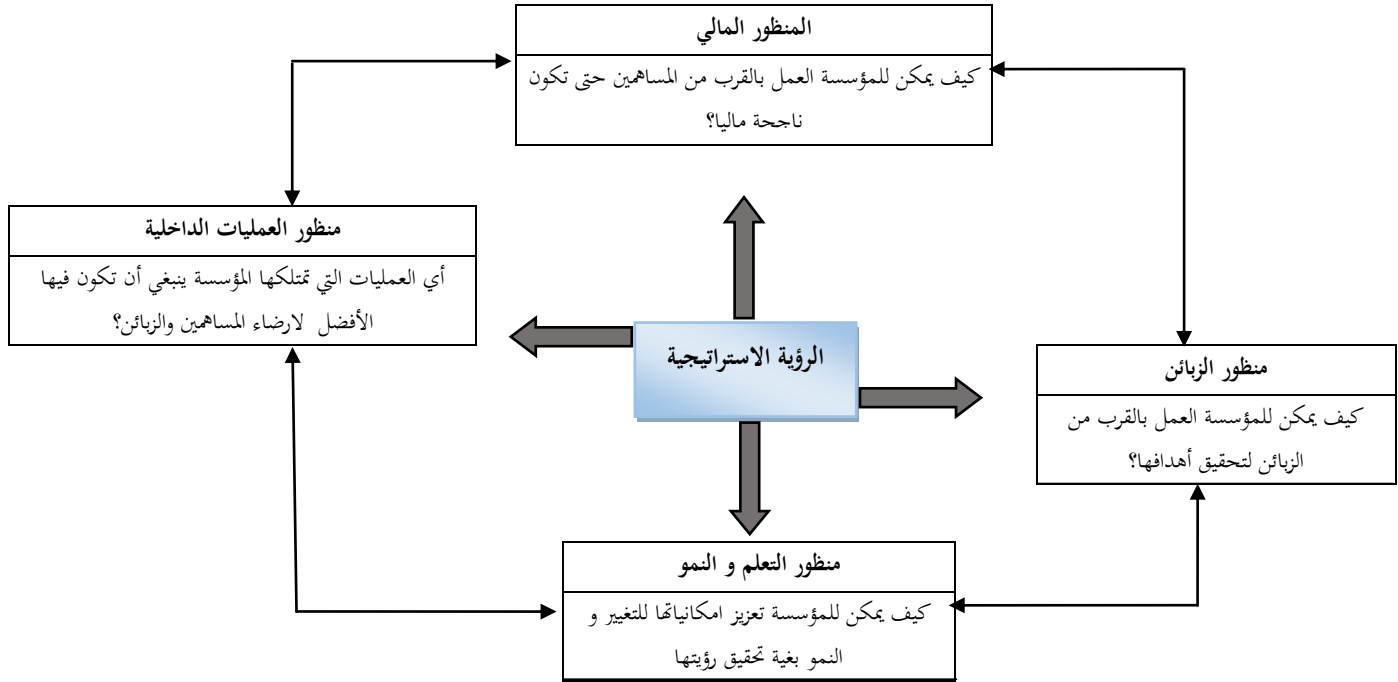 المنظور المالي
كيف يمكن للمؤسسة العمل بالقرب من المساهمين حتى تكون
ناجحة ماليا؟
منظور العمليات الداخلية
أي العمليات التي تمتلكها المؤسسة ينبغي أن تكون فيها
الأفضل لارضاء المساهمين والزبائن؟
الرؤية الاستراتيجية
منظور الزبائن
كيف يمكن للمؤسسة العمل بالقرب من
الزبائن لتحقيق أهدافها؟
منظور التعلم و النمو
كيف يمكن للمؤسسة تعزيز امكانياتها للتغيير و
النمو بغية تحقيق رؤيتها